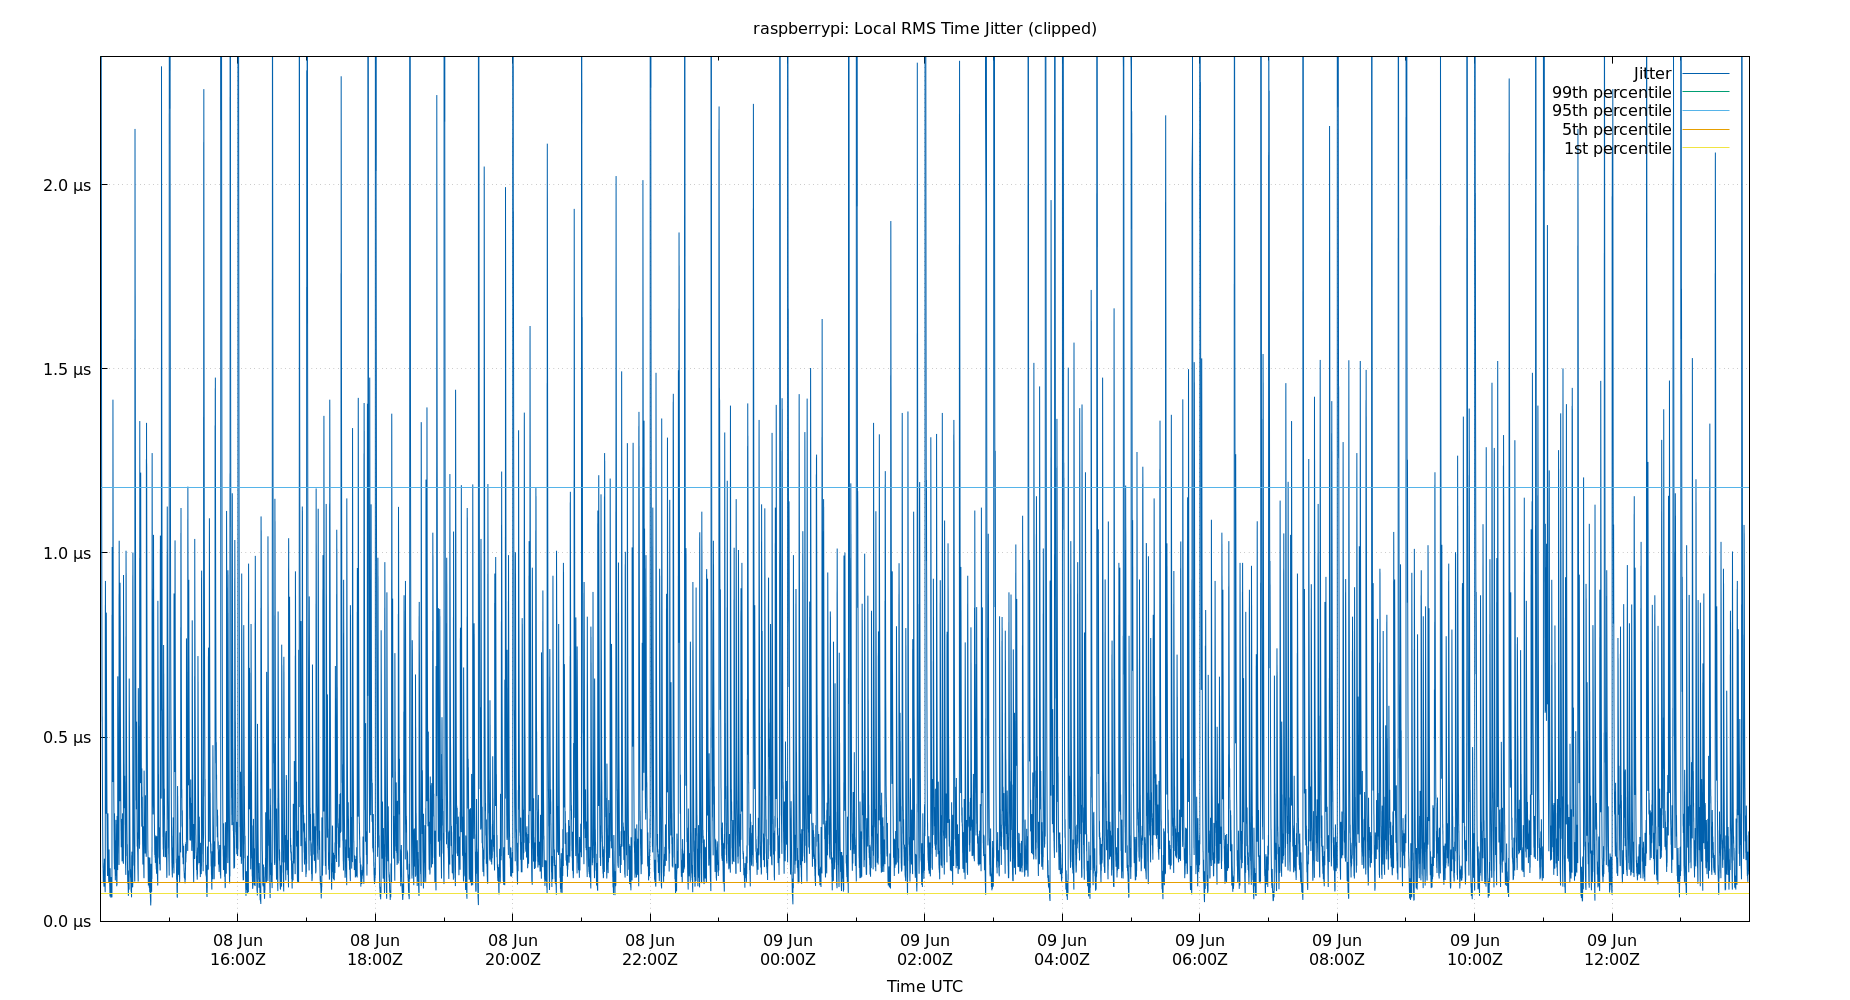 raspberrypi: Local RMS Time Jitter (clipped)
Jitter
99th percentile
95th percentile
5th percentile
1st percentile
2.0 µs
1.5 µs
1.0 µs
0.5 µs
0.0 µs
08 Jun 08 Jun 08 Jun 08 Jun 09 Jun 09 Jun 09 Jun 09 Jun 09 Jun 09 Jun 09 Jun
16:00Z 18:00Z 20:00Z 22:00Z 00:00Z 02:00Z 04:00Z 06:00Z 08:00Z 10:00Z 12:00Z
Time UTC